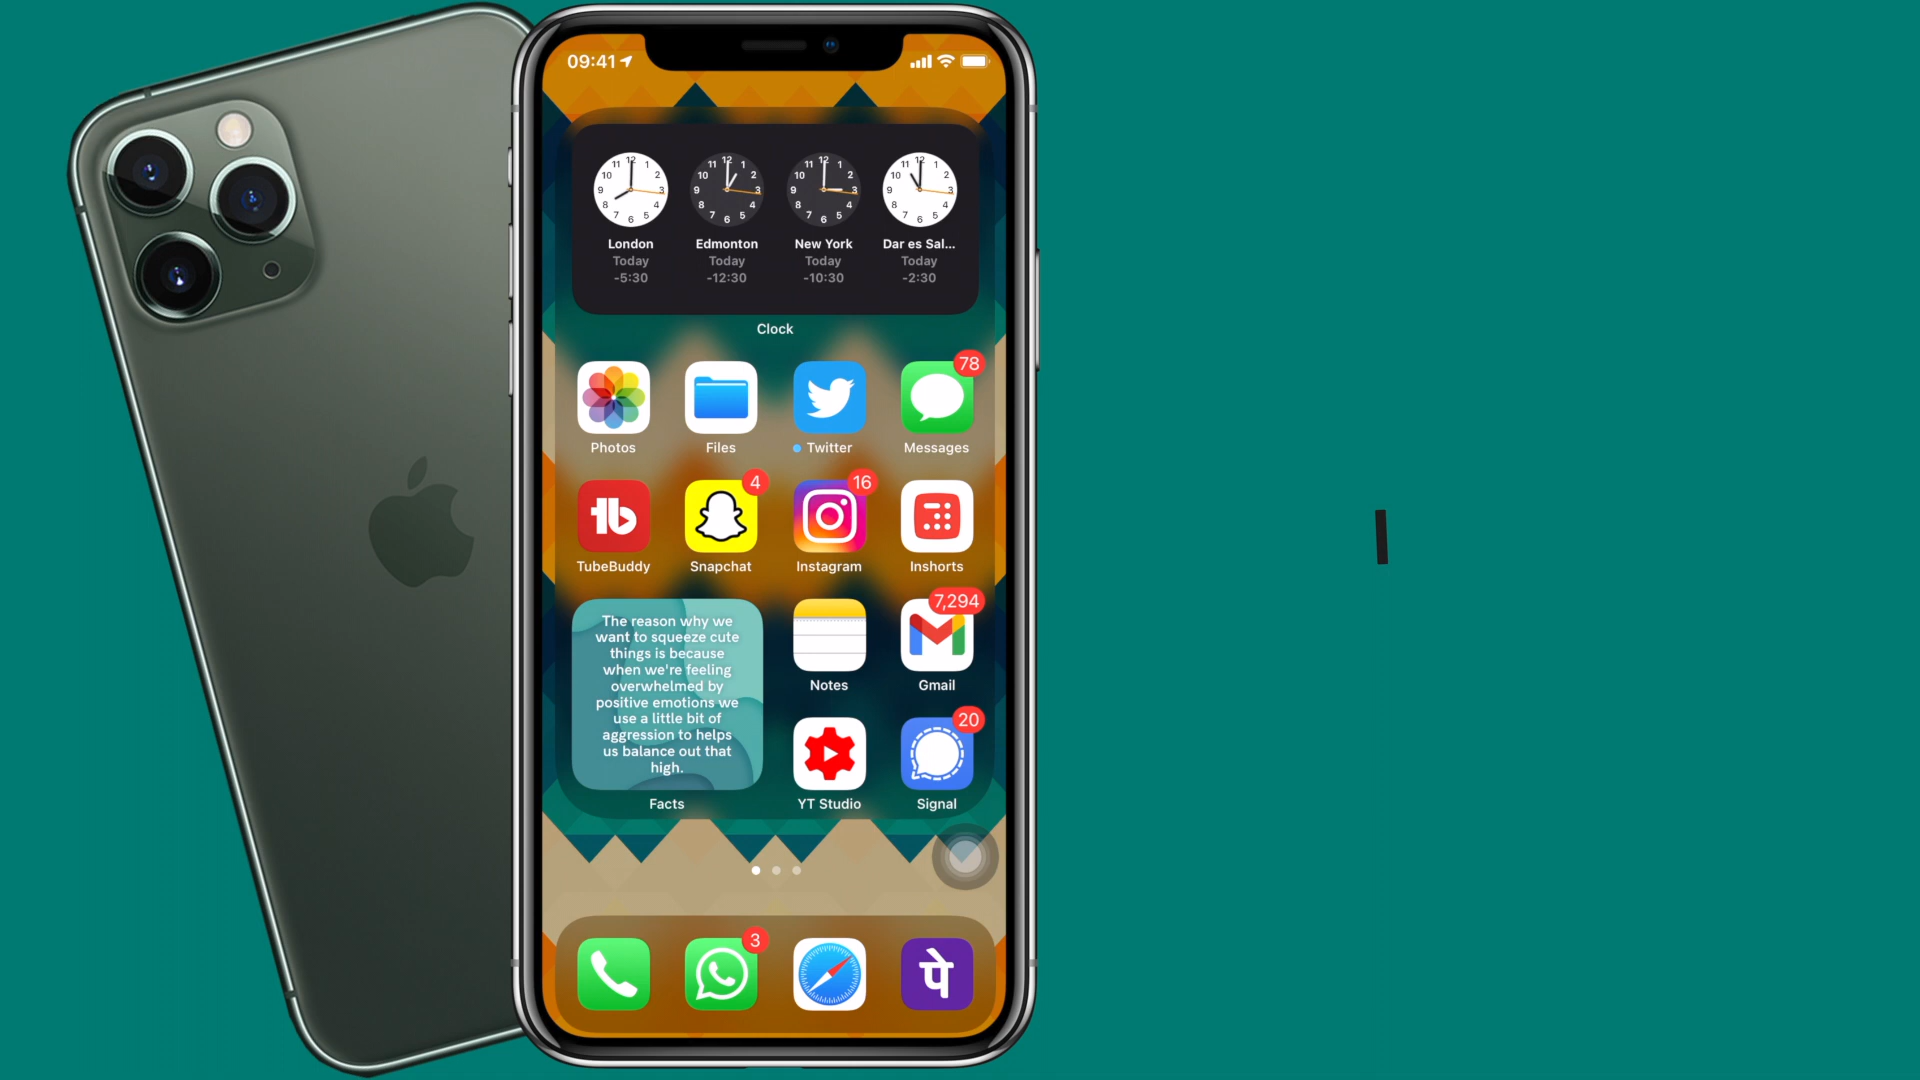 09:41
London
Edmonton
New York
Dar es Sal...
Today
Today
Today
Today
-5:30
-12:30
-10:30
-2:30
Clock
78
Photos
Files
Twitter
Messages
4
16
TubeBuddy
Snapchat
Instagram
Inshorts
The reason why we
want to squeeze cute
things is because
when we're feeling
overwhelmed by
positive emotions we
use a little bit of
aggression to helps
us balance out that
high.
Facts
7,294
Notes
Gmail
20
YT Studio
Signal
3
पे